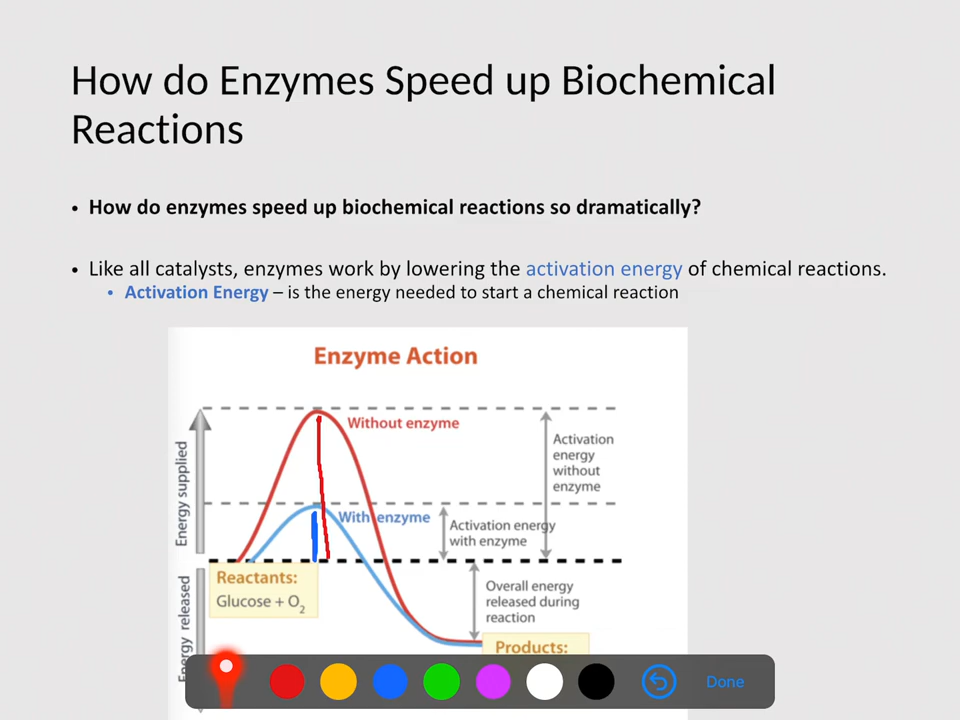 How do Enzymes Speed up Biochemical
Reactions
• How do enzymes speed up biochemical reactions so dramatically?
• Like all catalysts, enzymes work by lowering the activation energy of chemical reactions.
• Activation Energy – is the energy needed to start a chemical reaction
Enzyme Action
Without enzyme
Energy supplied
Activation
energy
without
enzyme
With enzyme
Activation energy
with enzyme
Reactants:
Glucose + O₂
Energy released
Overall energy
released during
reaction
Products:
Done